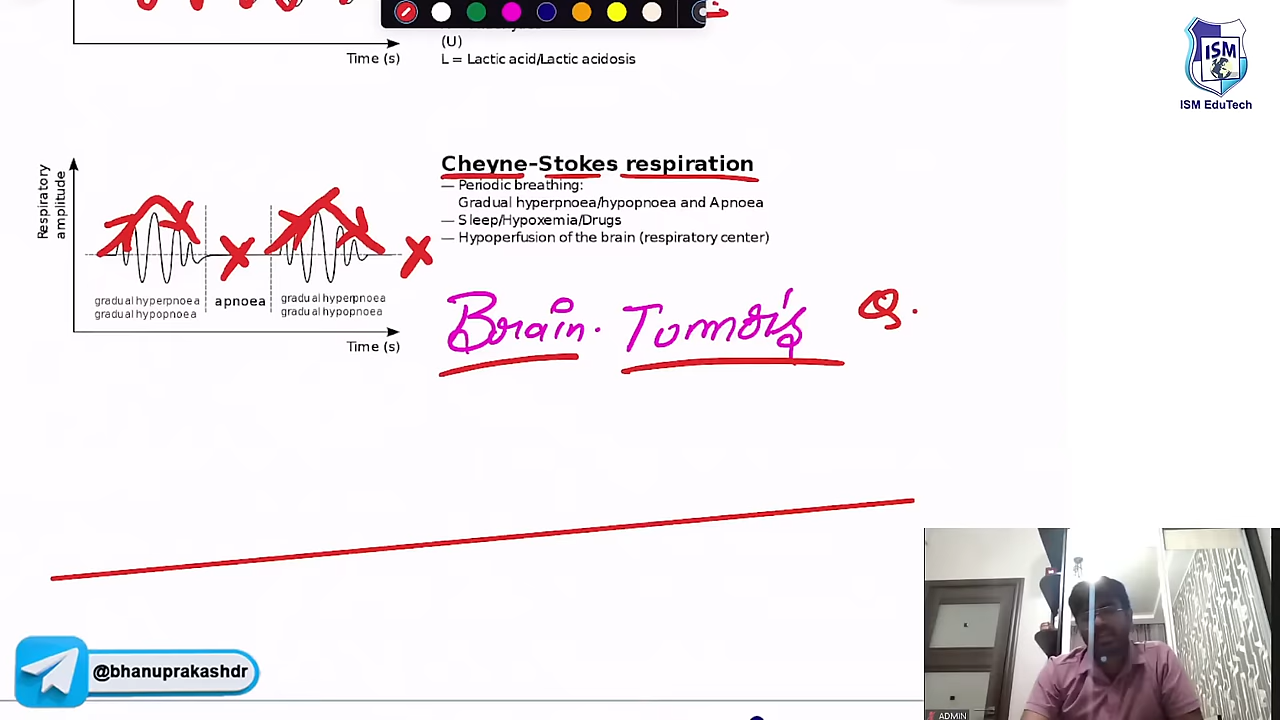 Time (s)
(U)
L = Lactic acid/Lactic acidosis
ISM
ISM EduTech
Respiratory
amplitude
Cheyne-Stokes respiration
— Periodic breathing:
Gradual hyperpnoea/hypopnoea and Apnoea
— Sleep/Hypoxemia/Drugs
— Hypoperfusion of the brain (respiratory center)
gradual hyperpnoea
gradual hypopnoea
apnoea
gradual hyperpnoea
gradual hypopnoea
Time (s)
Brain.
Q.
@bhanuprakashdr
ADMIN